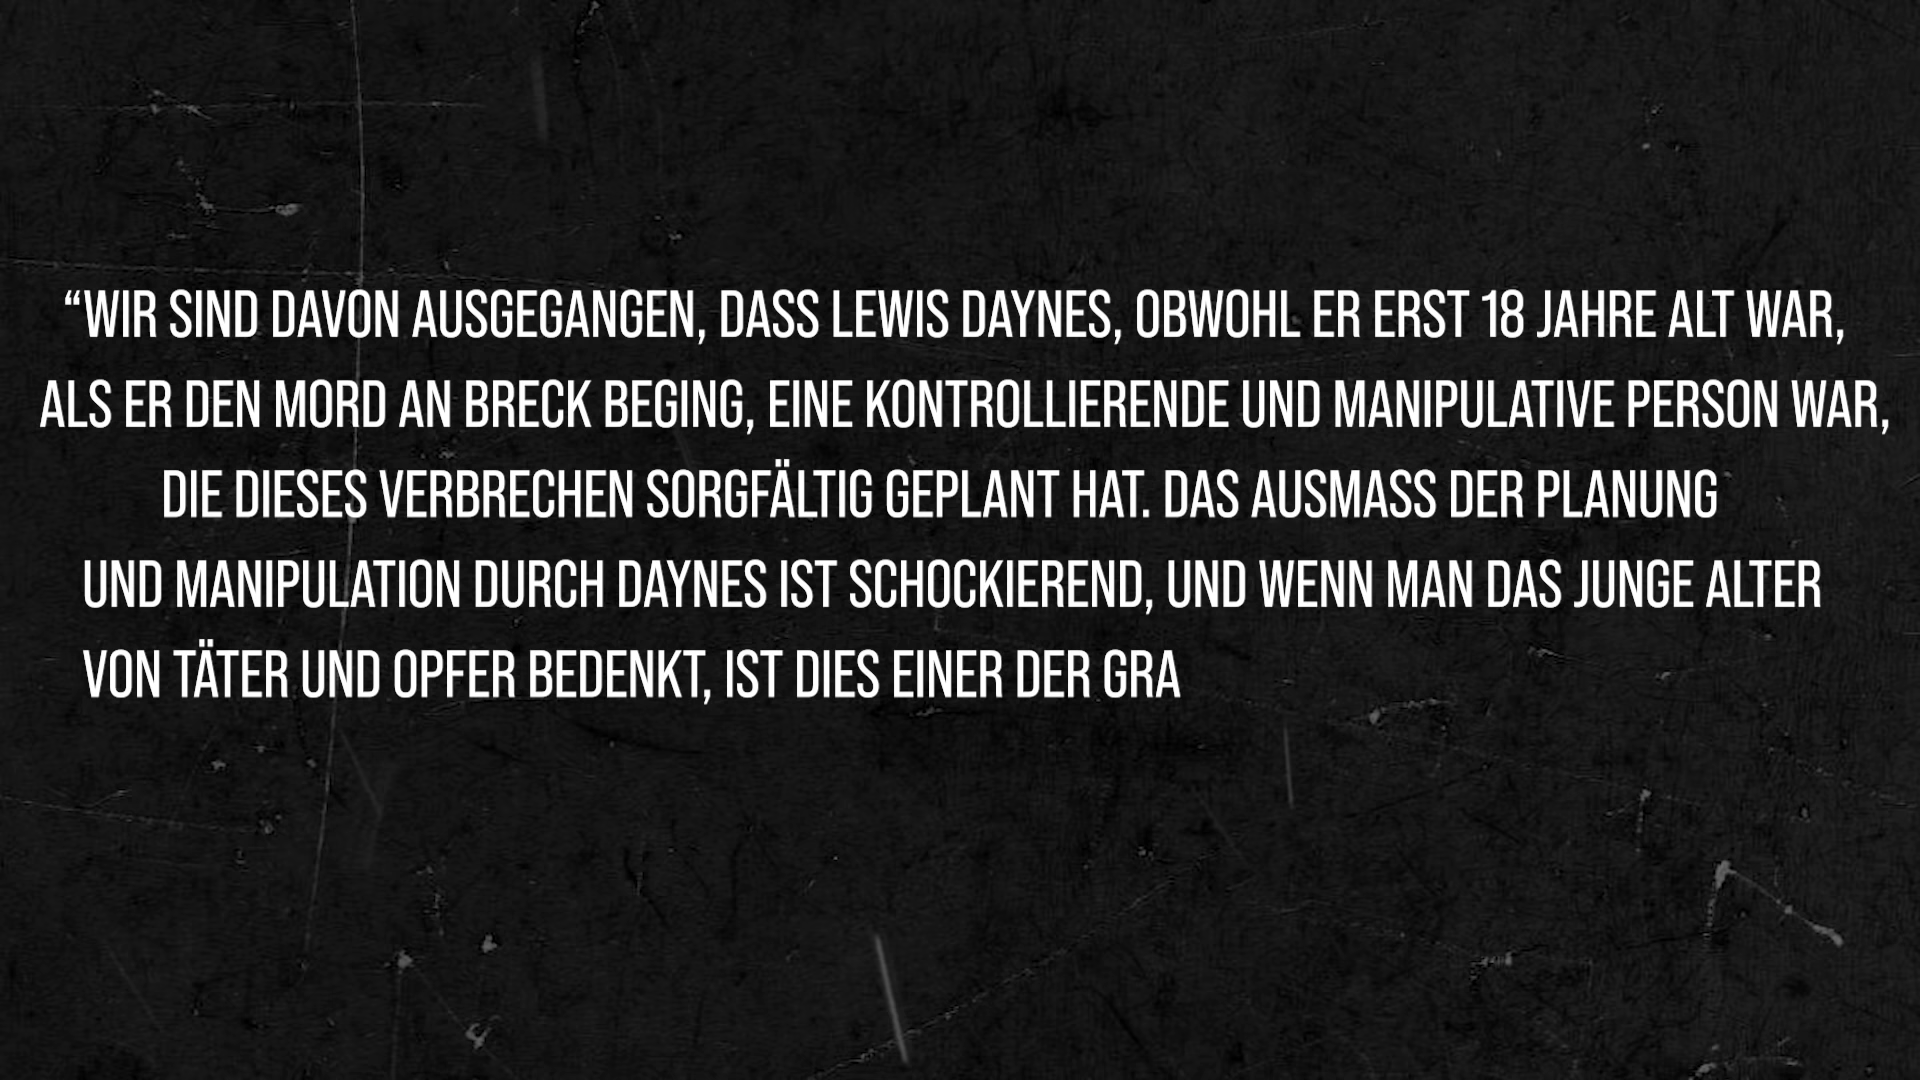 “WIR SIND DAVON AUSGEGANGEN, DASS LEWIS DAYNES, OBWOHL ER ERST 18 JAHRE ALT WAR,
ALS ER DEN MORD AN BRECK BEGING, EINE KONTROLLIERENDE UND MANIPULATIVE PERSON WAR,
DIE DIESES VERBRECHEN SORGFÄLTIG GEPLANT HAT. DAS AUSMASS DER PLANUNG
UND MANIPULATION DURCH DAYNES IST SCHOCKIEREND, UND WENN MAN DAS JUNGE ALTER
VON TÄTER UND OPFER BEDENKT, IST DIES EINER DER GRA